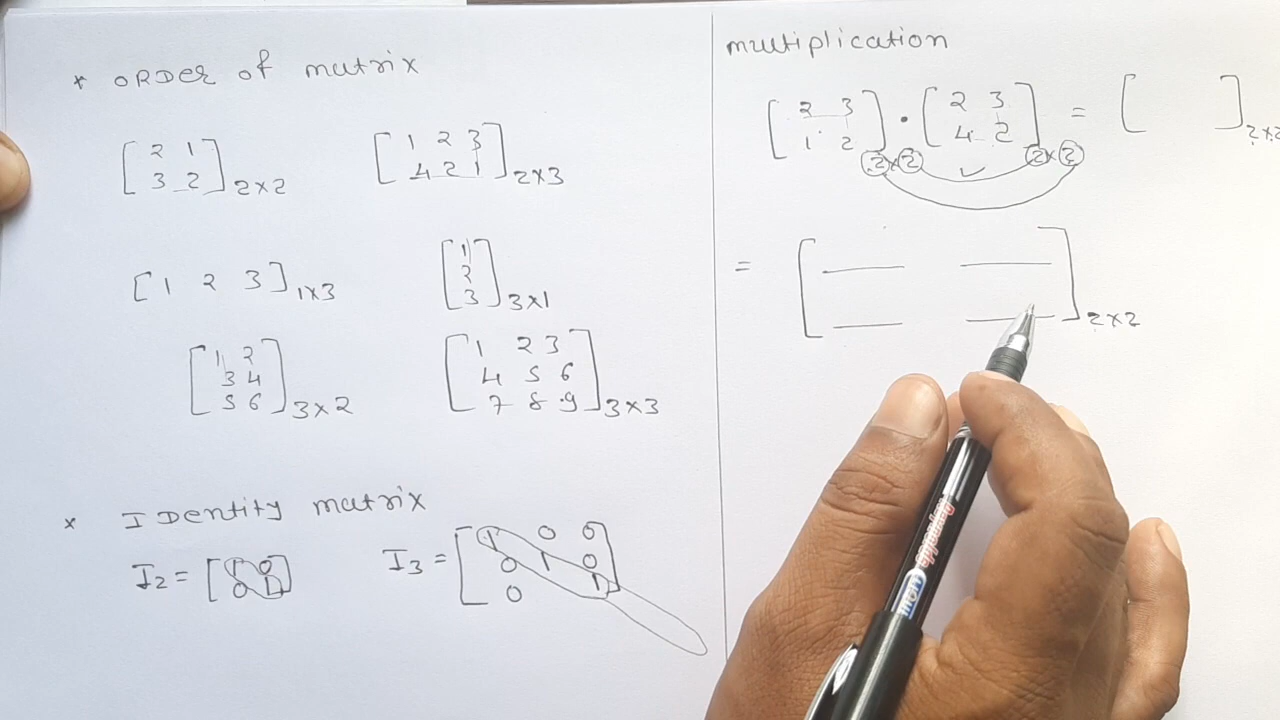 * ORDER of matrix
[2 1
3 2]2×2
[1 2 3
4 2 1]2×3
[1 2 3]1×3
[1
2
3]3×1
[1 2
3 4
5 6]3×2
[1 2 3
4 5 6
7 8 9]3×3
* IDentity matrix
I2 = [1 0
0 1]
I3 = [1 0 0
0 1 0
0 1]
multiplication
[2 3
1 2] . [2 3
4 2] = [ ]2×2
2×2 ✓ 2×2
= [ ]2×2